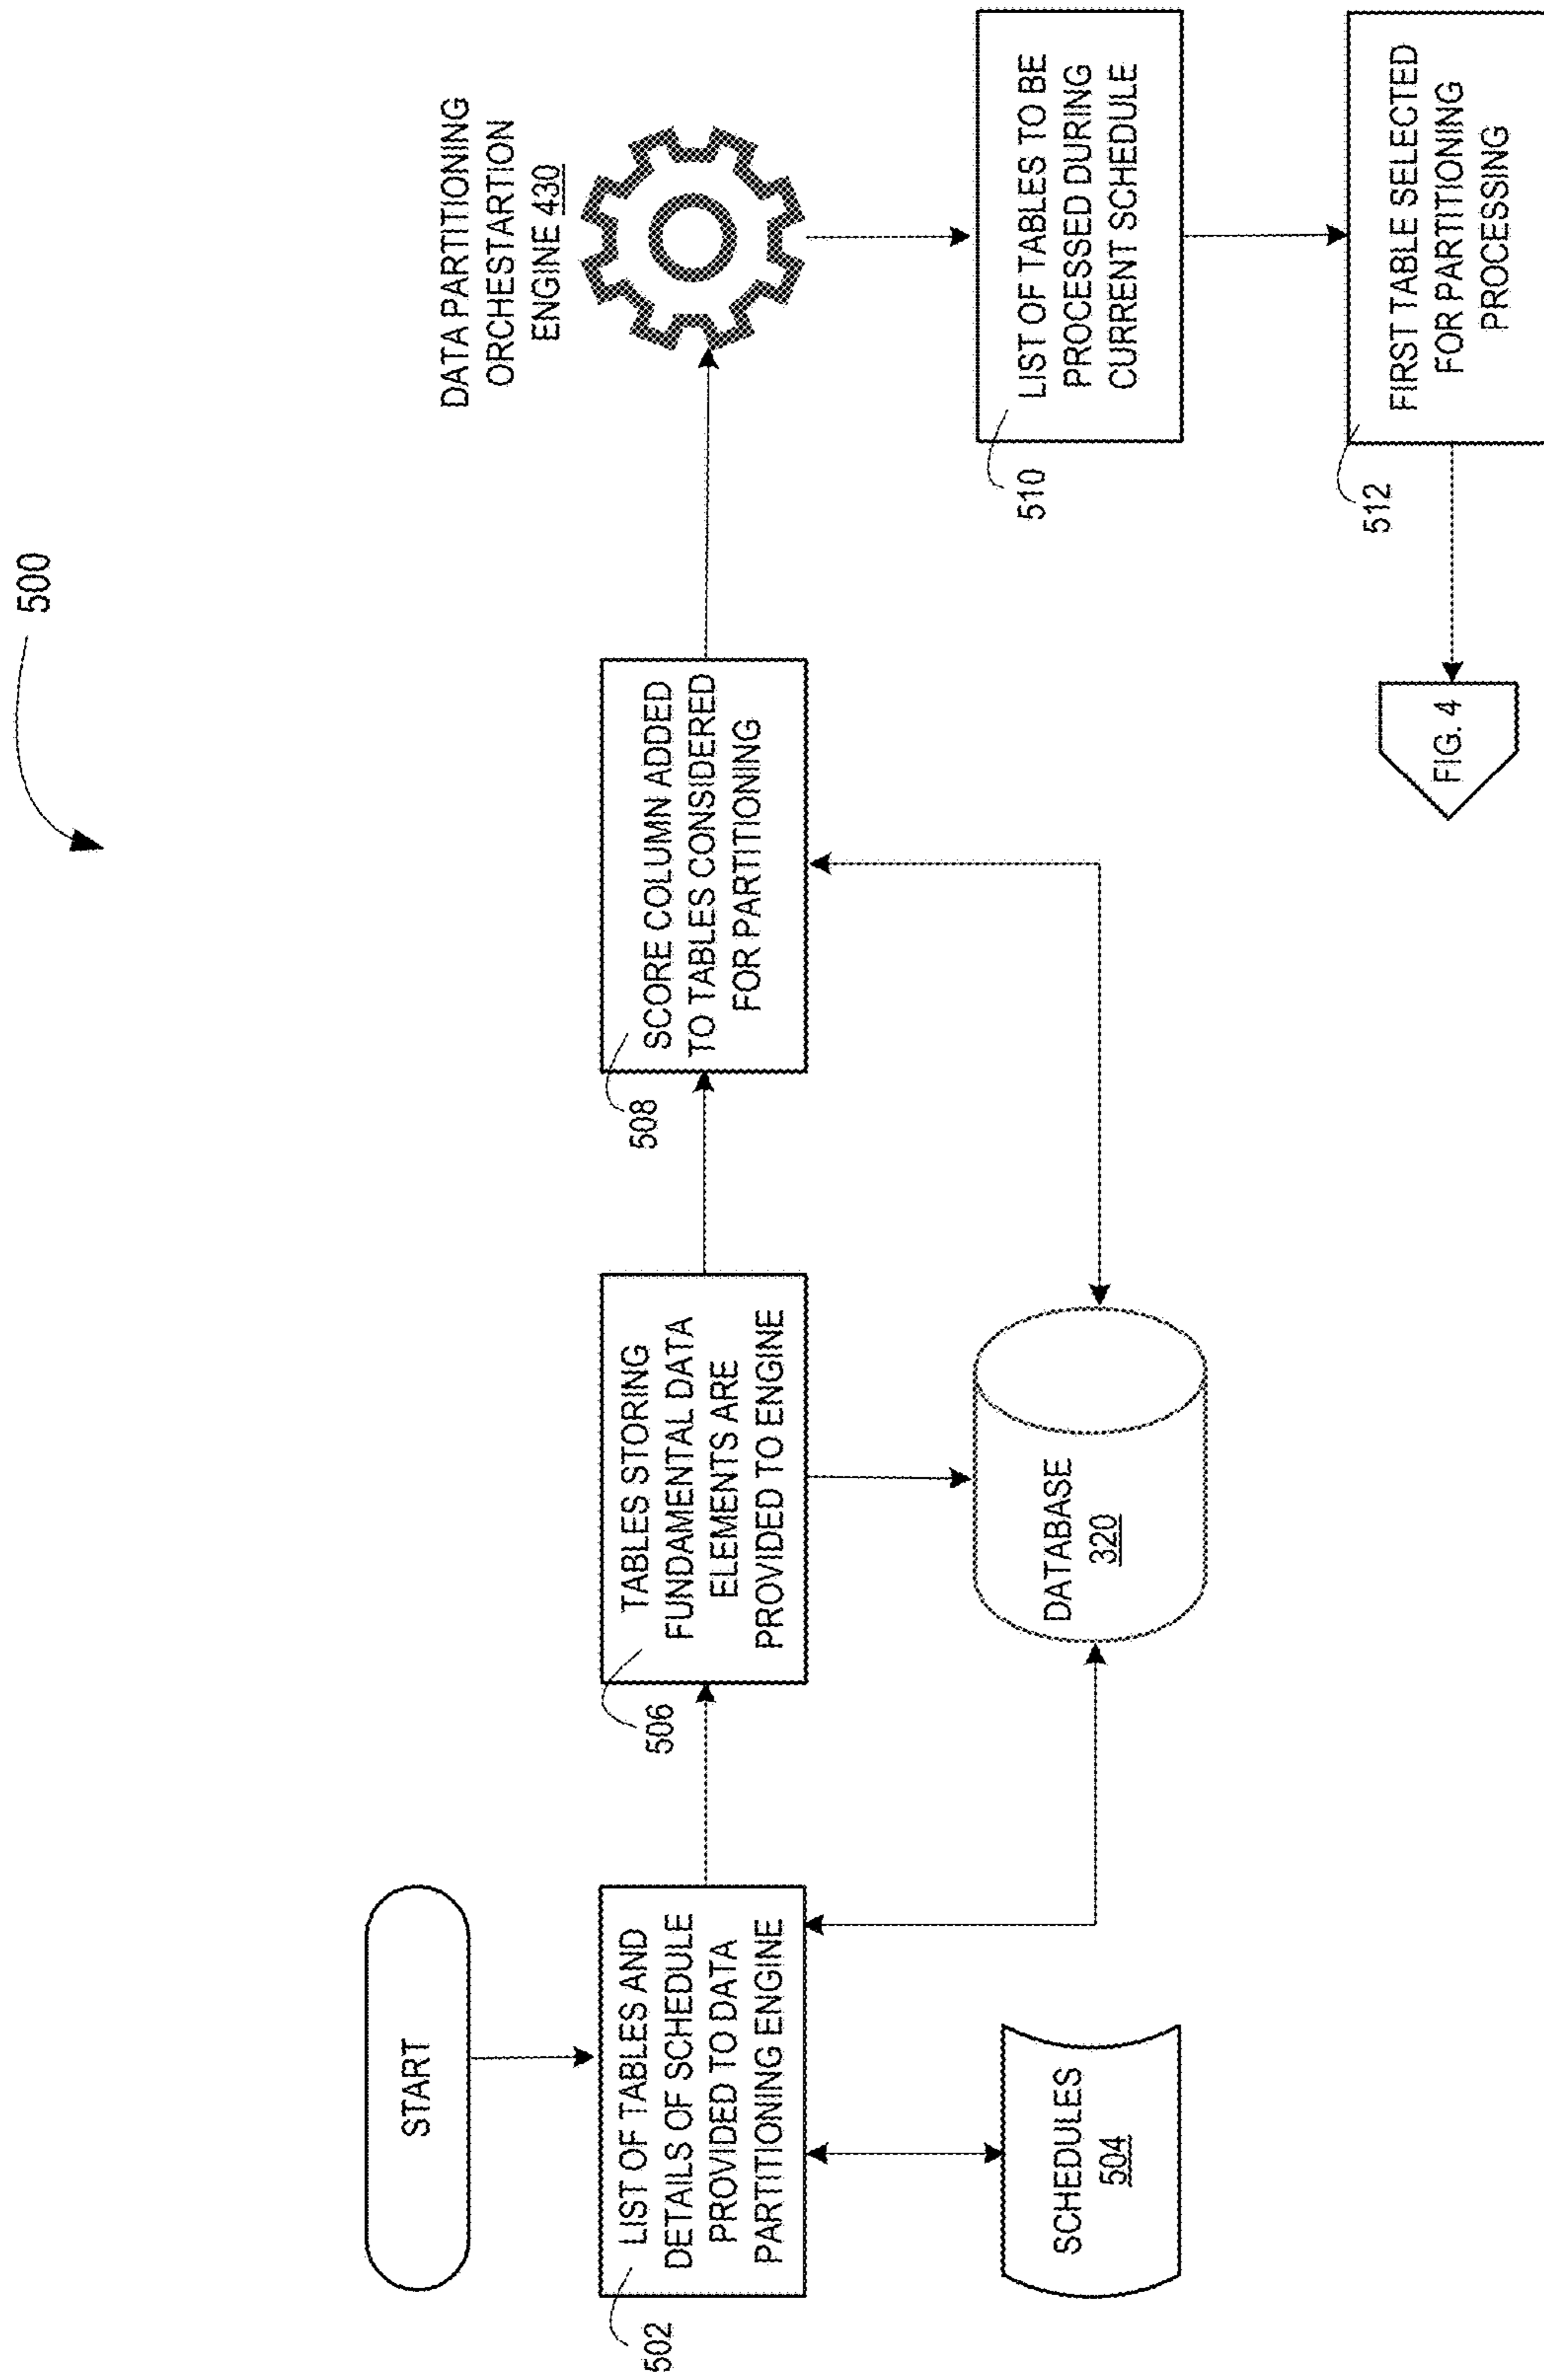 500
START
502
LIST OF TABLES AND
DETAILS OF SCHEDULE
PROVIDED TO DATA
PARTITIONING ENGINE
SCHEDULES
504
506
TABLES STORING
FUNDAMENTAL DATA
ELEMENTS ARE
PROVIDED TO ENGINE
DATABASE
320
508
SCORE COLUMN ADDED
TO TABLES CONSIDERED
FOR PARTITIONING
DATA PARTITIONING
ORCHESTARTION
ENGINE 430
510
LIST OF TABLES TO BE
PROCESSED DURING
CURRENT SCHEDULE
512
FIRST TABLE SELECTED
FOR PARTITIONING
PROCESSING
FIG. 4